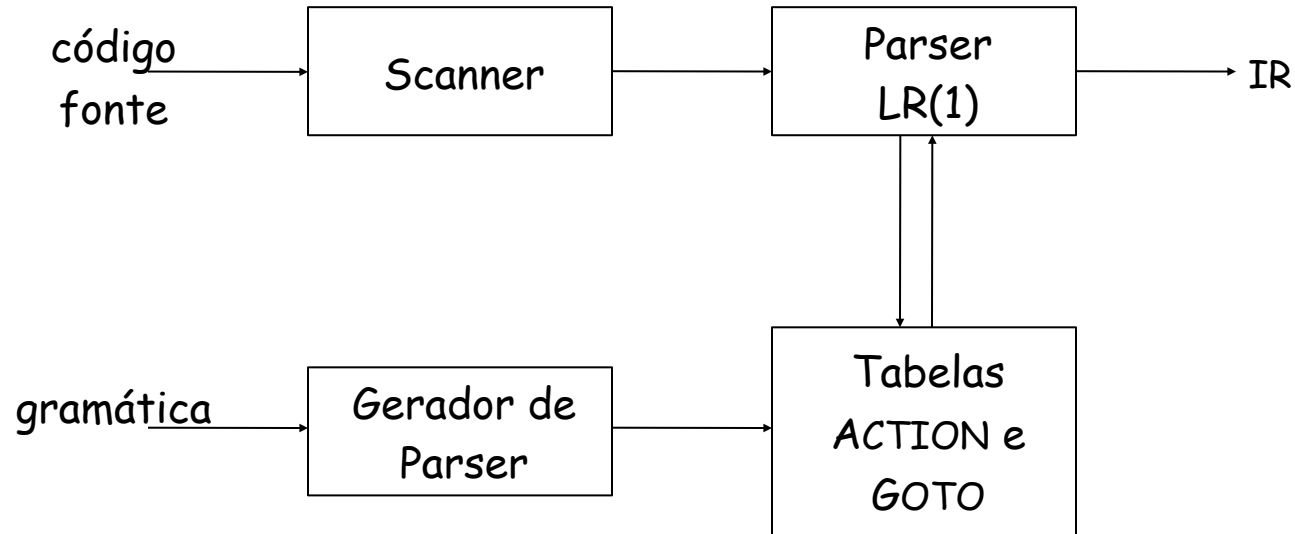 código
fonte
Scanner
Parser
LR(1)
IR
gramática
Gerador de
Parser
Tabelas
ACTION e
GOTO